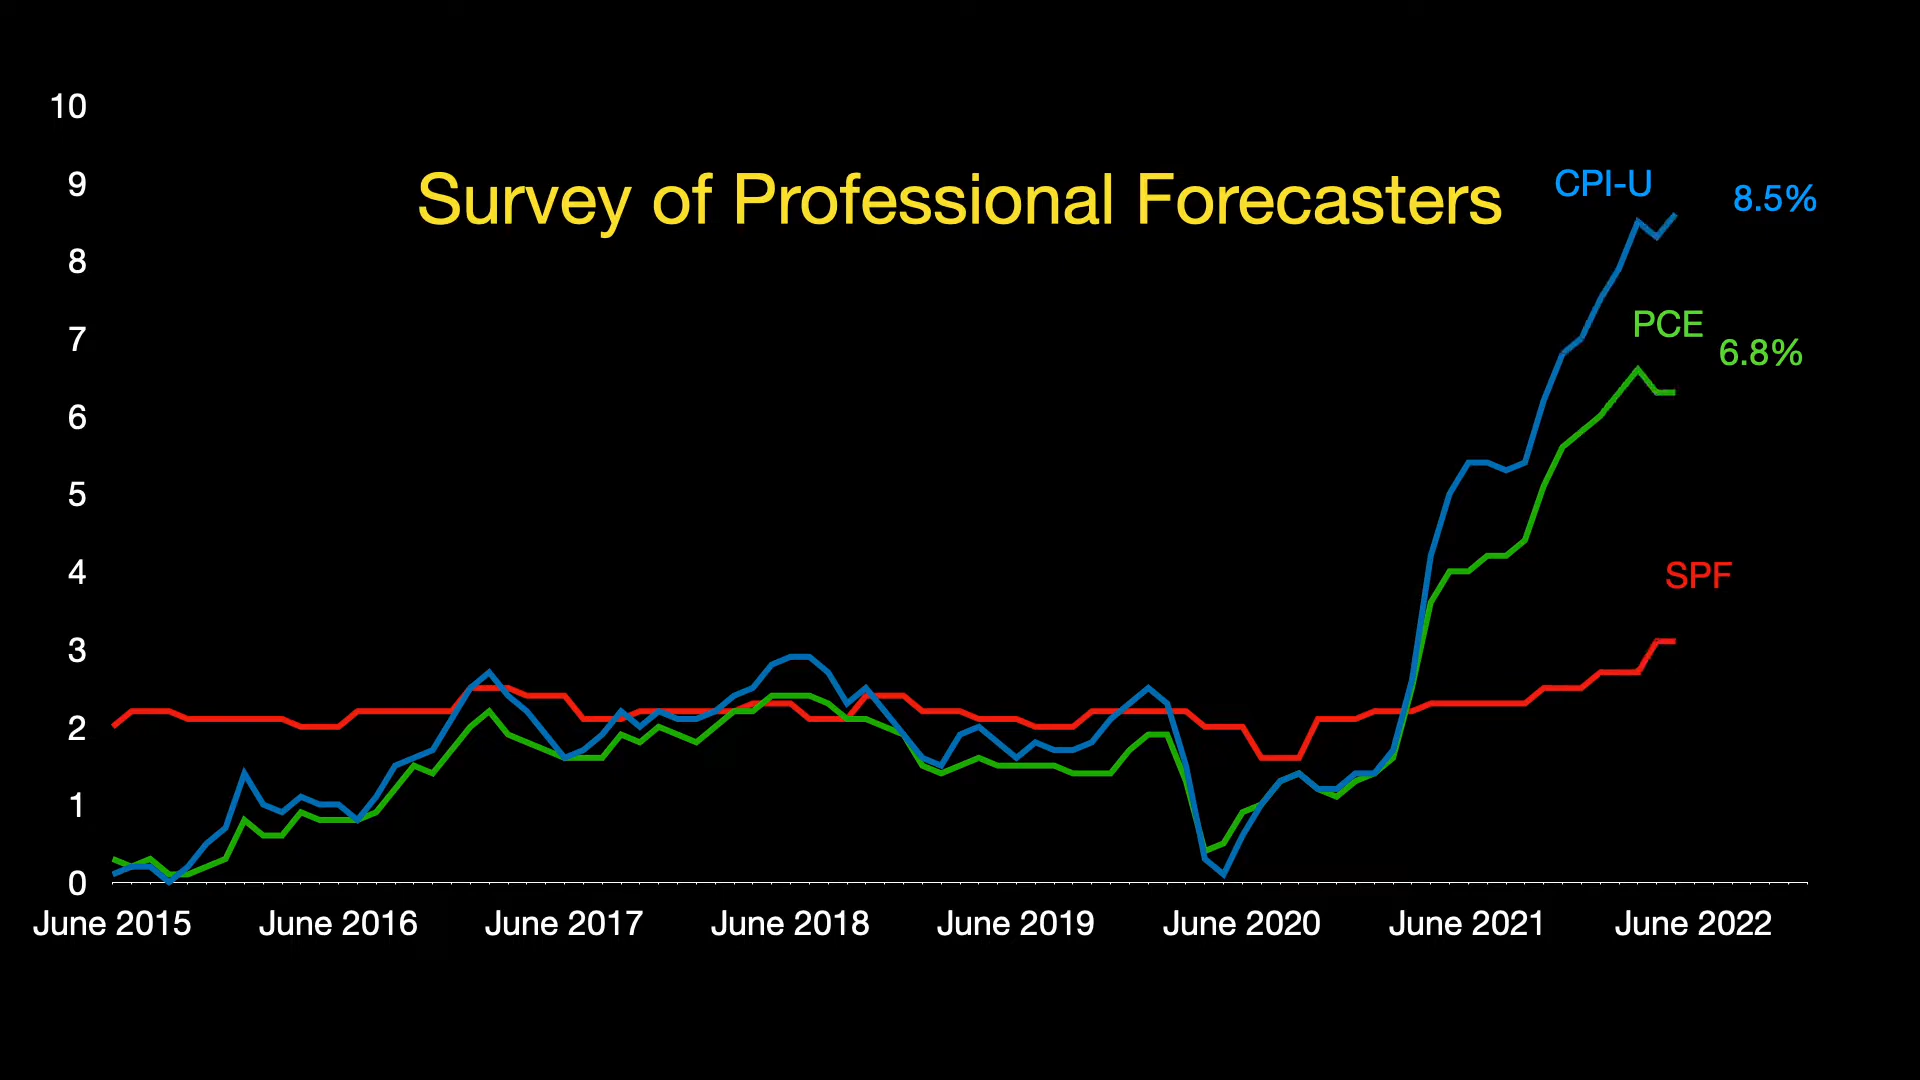 Survey of Professional Forecasters
CPI-U
8.5%
PCE
6.8%
SPF
10
9
8
7
6
5
4
3
2
1
0
June 2015
June 2016
June 2017
June 2018
June 2019
June 2020
June 2021
June 2022